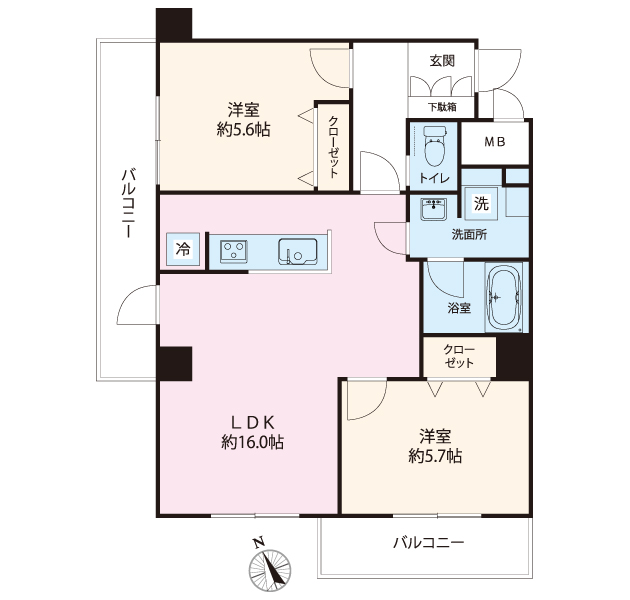 洋室
約5.6帖
クローゼット
玄関
下駄箱
MB
トイレ
洗
洗面所
バルコニー
冷
浴室
クロー
ゼット
LDK
約16.0帖
洋室
約5.7帖
バルコニー
N